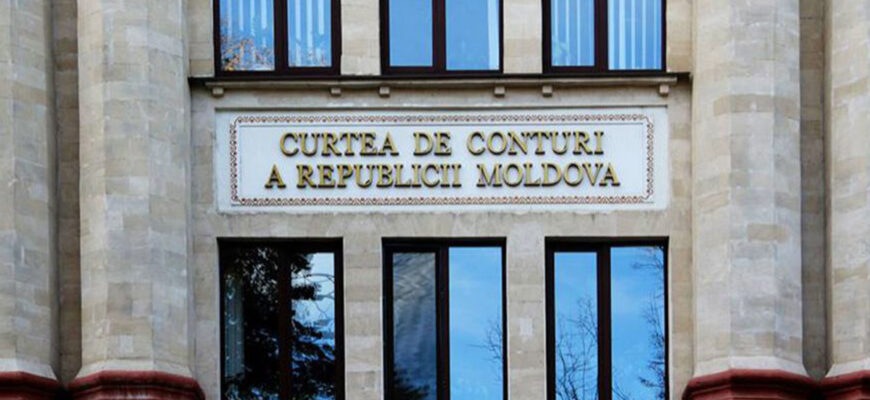 CURTEA DE CONTURI
A REPUBLICII MOLDOVA